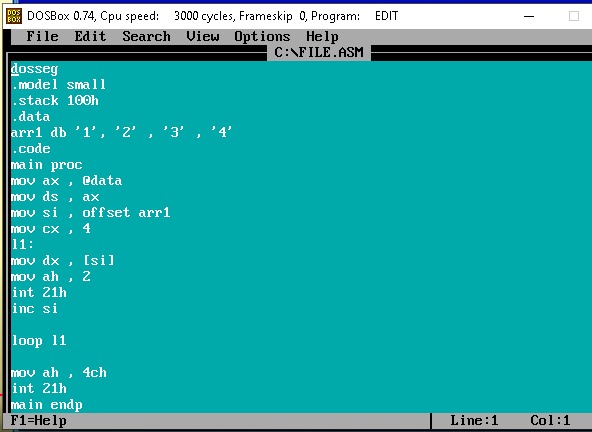 DOS BOX
DOSBox 0.74, Cpu speed: 3000 cycles, Frameskip 0, Program: EDIT
File Edit Search View Options Help
C:\FILE.ASM
dosseg
.model small
.stack 100h
.data
arr1 db '1', '2' , '3' , '4'
.code
main proc
mov ax , @data
mov ds , ax
mov si , offset arr1
mov cx , 4
l1:
mov dx , [si]
mov ah , 2
int 21h
inc si
loop l1
mov ah , 4ch
int 21h
main endp
F1=Help Line:1 Col:1